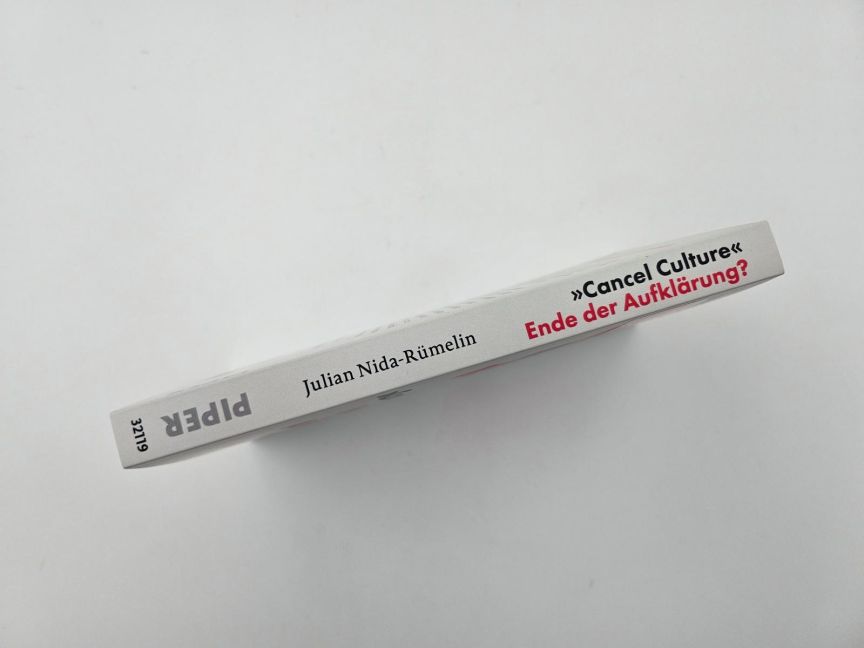 »Cancel Culture«
Ende der Aufklärung?
Julian Nida-Rümelin
PIPER
32119